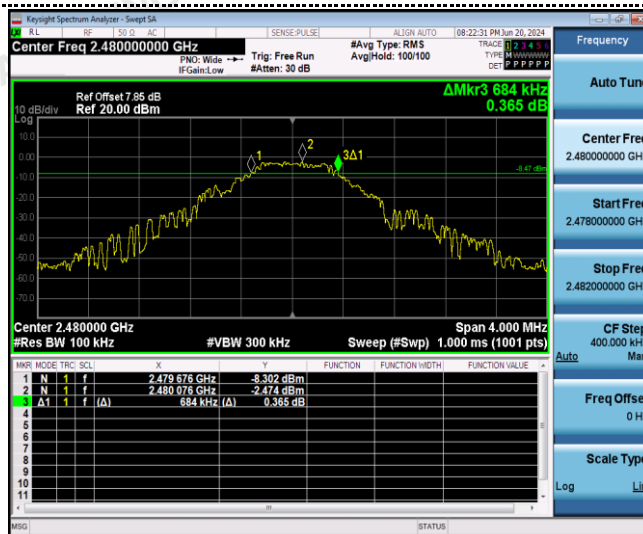 Keysight Spectrum Analyzer - Swept SA
RL RF 50 Ω AC SENSE:PULSE ALIGN AUTO 08:22:31 PM Jun 20, 2024
Center Freq 2.480000000 GHz
PNO: Wide
IFGain:Low
Trig: Free Run
#Atten: 30 dB
#Avg Type: RMS
Avg|Hold: 100/100
TRACE 1 2 3 4 5 6
TYPE M WWWWW
DET P P P P P P
Frequency
Auto Tune
Center Freq
2.480000000 GH
Start Freq
2.478000000 GH
Stop Freq
2.482000000 GH
CF Step
400.000 kH
Auto Ma
Freq Offse
0 H
Scale Type
Log Lin
Ref Offset 7.85 dB
10 dB/div Ref 20.00 dBm
Log
ΔMkr3 684 kHz
0.365 dB
10.0
0.00
-10.0
-20.0
-30.0
-40.0
-50.0
-60.0
-70.0
1
2
3Δ1
-8.47 dBm
Center 2.480000 GHz Span 4.000 MHz
#Res BW 100 kHz #VBW 300 kHz Sweep (#Swp) 1.000 ms (1001 pts)
MKR MODE TRC SCL X Y FUNCTION FUNCTION WIDTH FUNCTION VALUE
1 N 1 f 2.479 676 GHz -8.302 dBm
2 N 1 f 2.480 076 GHz -2.474 dBm
3 Δ1 1 f (Δ) 684 kHz (Δ) 0.365 dB
4
5
6
7
8
9
10
11
MSG STATUS